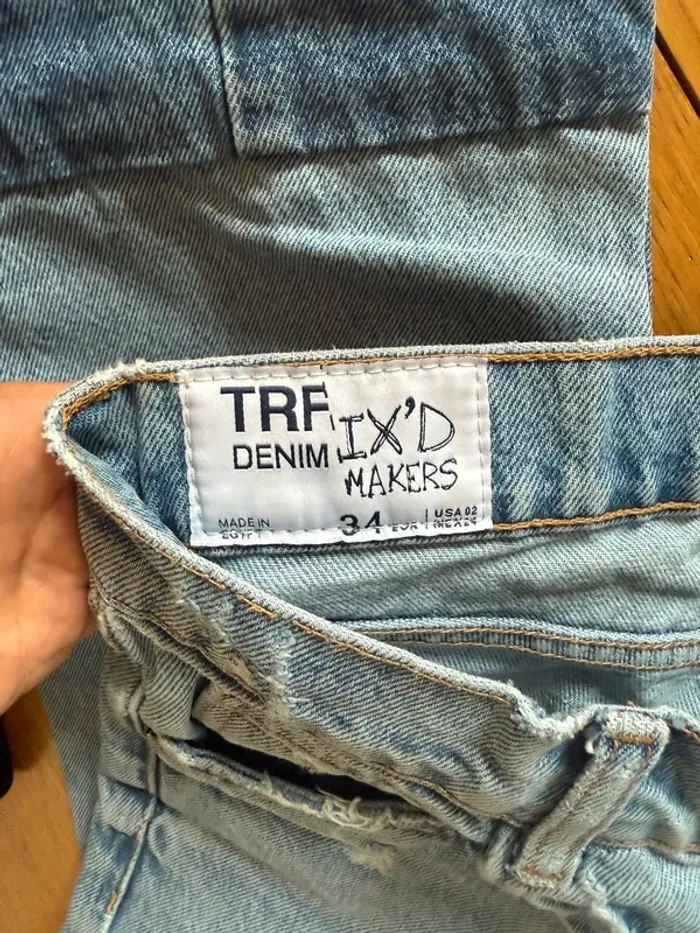 TRF
DENIM
IX'D
MAKERS
MADE IN
EGYPT
34 EUR
USA 02
MEX 24